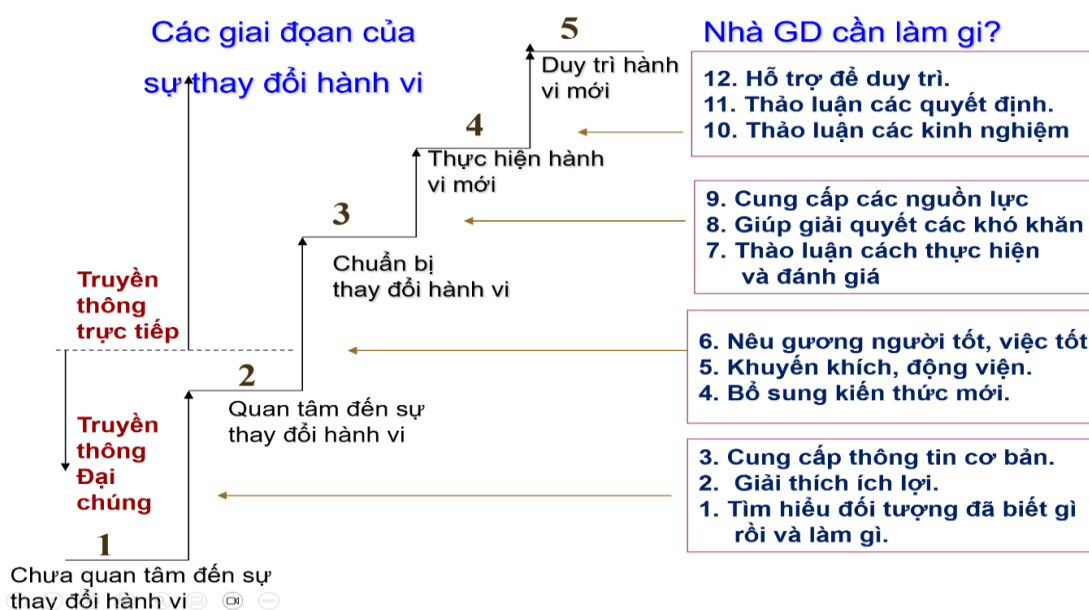 Các giai đọan của
sự thay đổi hành vi
Nhà GD cần làm gi?
5
Duy trì hành
vi mới
4
Thực hiện hành
vi mới
3
Chuẩn bị
thay đổi hành vi
2
Quan tâm đến sự
thay đổi hành vi
1
Chưa quan tâm đến sự
thay đổi hành vi
Truyền
thông
trực tiếp
Truyền
thông
Đại
chúng
12. Hỗ trợ để duy trì.
11. Thảo luận các quyết định.
10. Thảo luận các kinh nghiệm
9. Cung cấp các nguồn lực
8. Giúp giải quyết các khó khăn
7. Thào luận cách thực hiện
và đánh giá
6. Nêu gương người tốt, việc tốt
5. Khuyến khích, động viện.
4. Bổ sung kiến thức mới.
3. Cung cấp thông tin cơ bản.
2. Giải thích ích lợi.
1. Tìm hiểu đối tượng đã biết gì
rồi và làm gì.